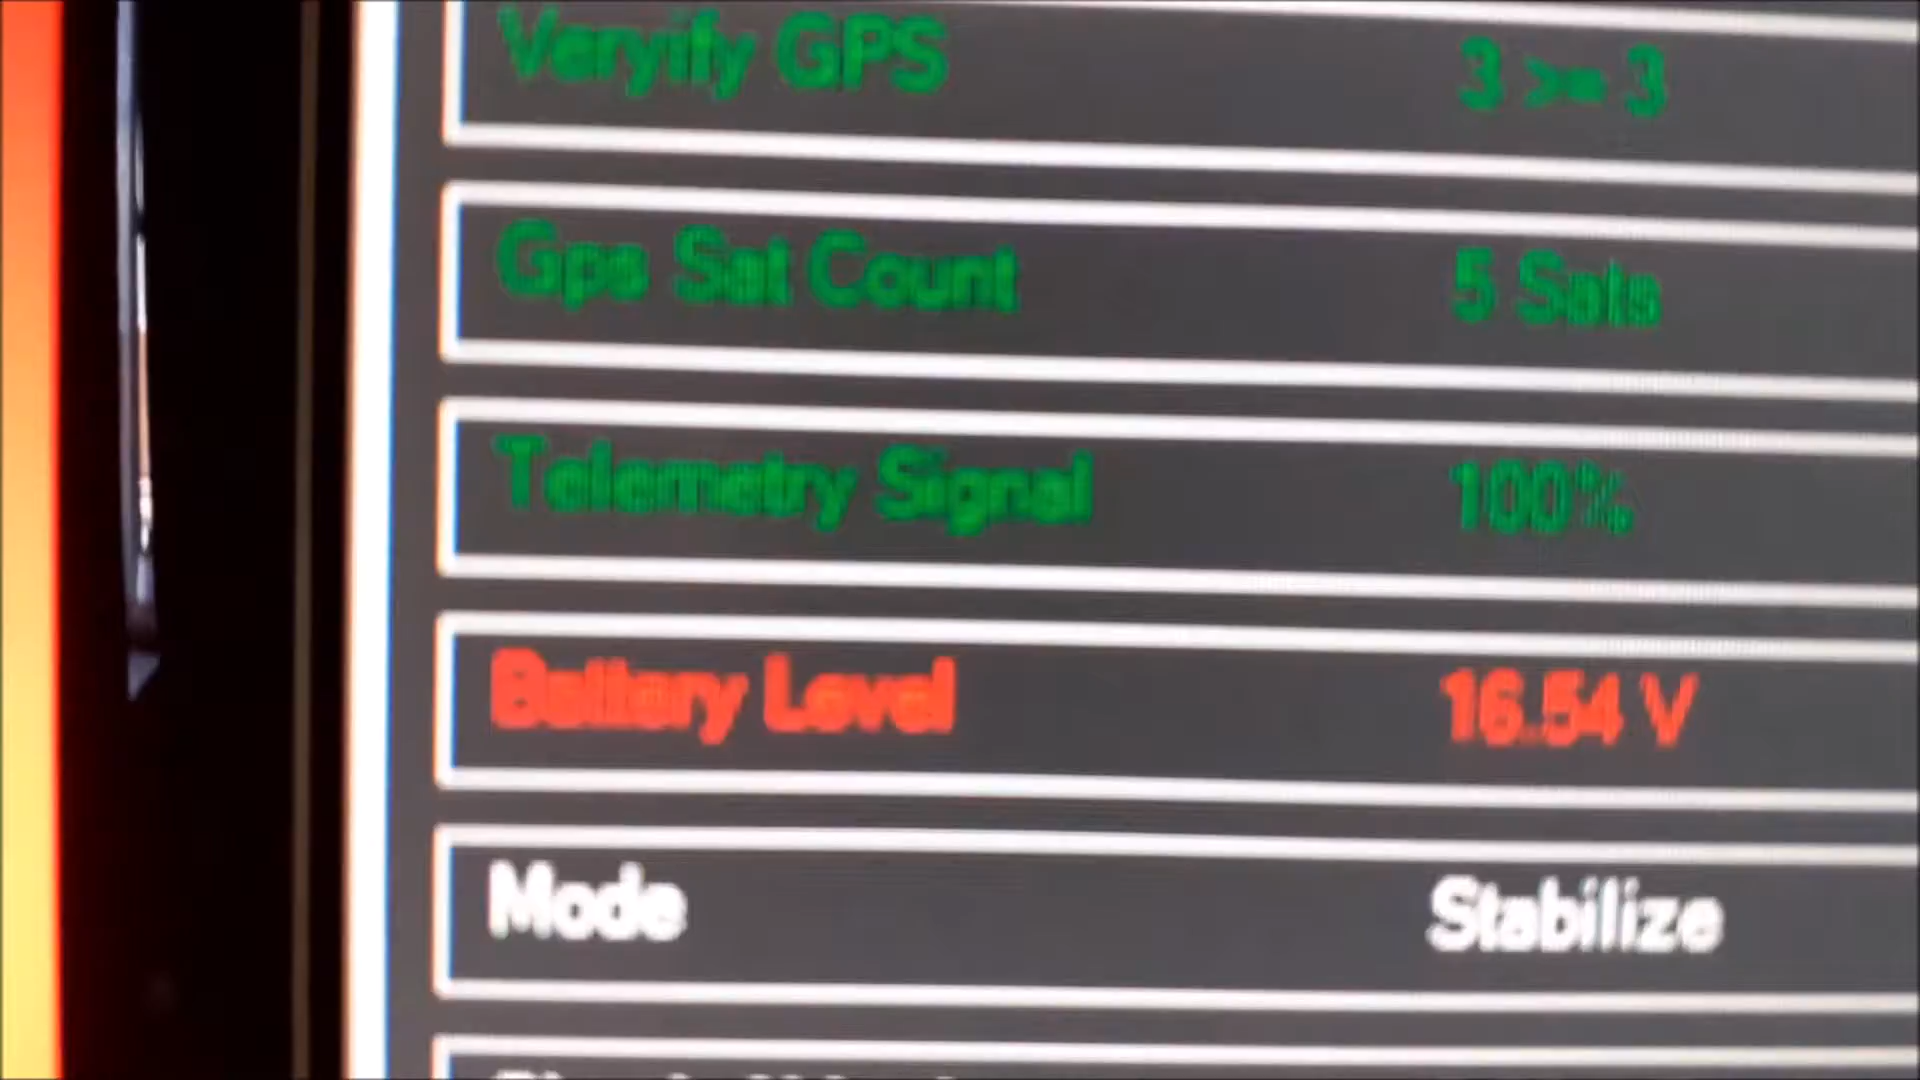 Veryify GPS 3 >= 3
Gps Sat Count 5 Sats
Telemetry Signal 100%
Battery Level 16.54 V
Mode Stabilize